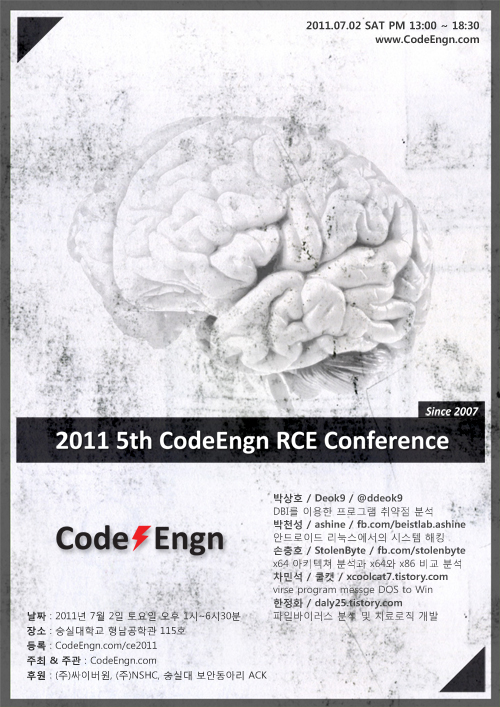 2011.07.02 SAT PM 13:00 ~ 18:30
www.CodeEngn.com
Since 2007
2011 5th CodeEngn RCE Conference
Code Engn
박상호 / Deok9 / @ddeok9
DBI를 이용한 프로그램 취약점 분석
박천성 / ashine / fb.com/beistlab.ashine
안드로이드 리눅스에서의 시스템 해킹
손충호 / StolenByte / fb.com/stolenbyte
x64 아키텍쳐 분석과 x64와 x86 비교 분석
차민석 / 쿨캣 / xcoolcat7.tistory.com
virse program messge DOS to Win
한정화 / daly25.tistory.com
파일바이러스 분석 및 치료로직 개발
날짜 : 2011년 7월 2일 토요일 오후 1시~6시30분
장소 : 숭실대학교 형남공학관 115호
등록 : CodeEngn.com/ce2011
주최 & 주관 : CodeEngn.com
후원 : (주)싸이버원, (주)NSHC, 숭실대 보안동아리 ACK